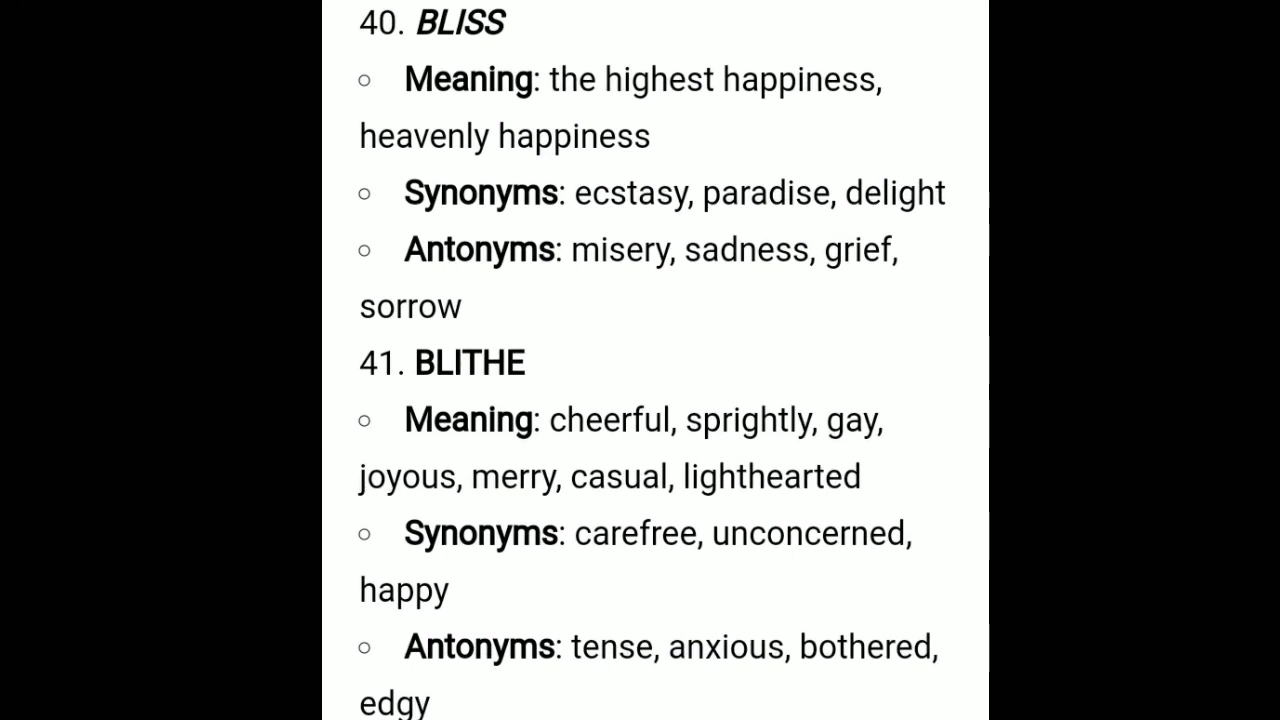 40. BLISS
○ Meaning: the highest happiness,
heavenly happiness
○ Synonyms: ecstasy, paradise, delight
○ Antonyms: misery, sadness, grief,
sorrow
41. BLITHE
○ Meaning: cheerful, sprightly, gay,
joyous, merry, casual, lighthearted
○ Synonyms: carefree, unconcerned,
happy
○ Antonyms: tense, anxious, bothered,
edgy